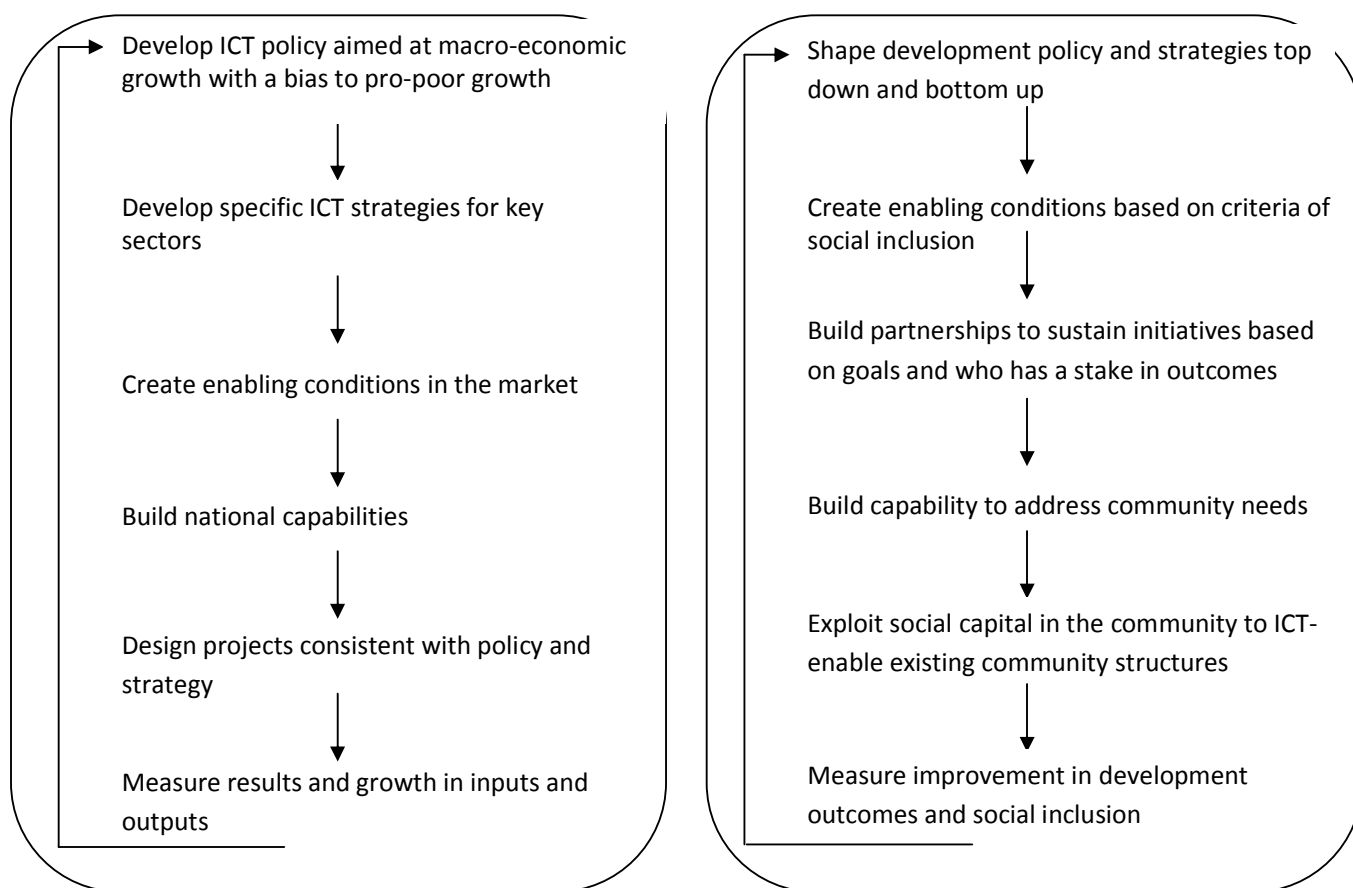 Develop ICT policy aimed at macro-economic
growth with a bias to pro-poor growth
Develop specific ICT strategies for key
sectors
Create enabling conditions in the market
Build national capabilities
Design projects consistent with policy and
strategy
Measure results and growth in inputs and
outputs
Shape development policy and strategies top
down and bottom up
Create enabling conditions based on criteria of
social inclusion
Build partnerships to sustain initiatives based
on goals and who has a stake in outcomes
Build capability to address community needs
Exploit social capital in the community to ICT-
enable existing community structures
Measure improvement in development
outcomes and social inclusion